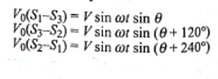 V₀(S₁–S₃) = V sin ωt sin θ
V₀(S₃–S₂) = V sin ωt sin (θ + 120°)
V₀(S₂–S₁) = V sin ωt sin (θ + 240°)